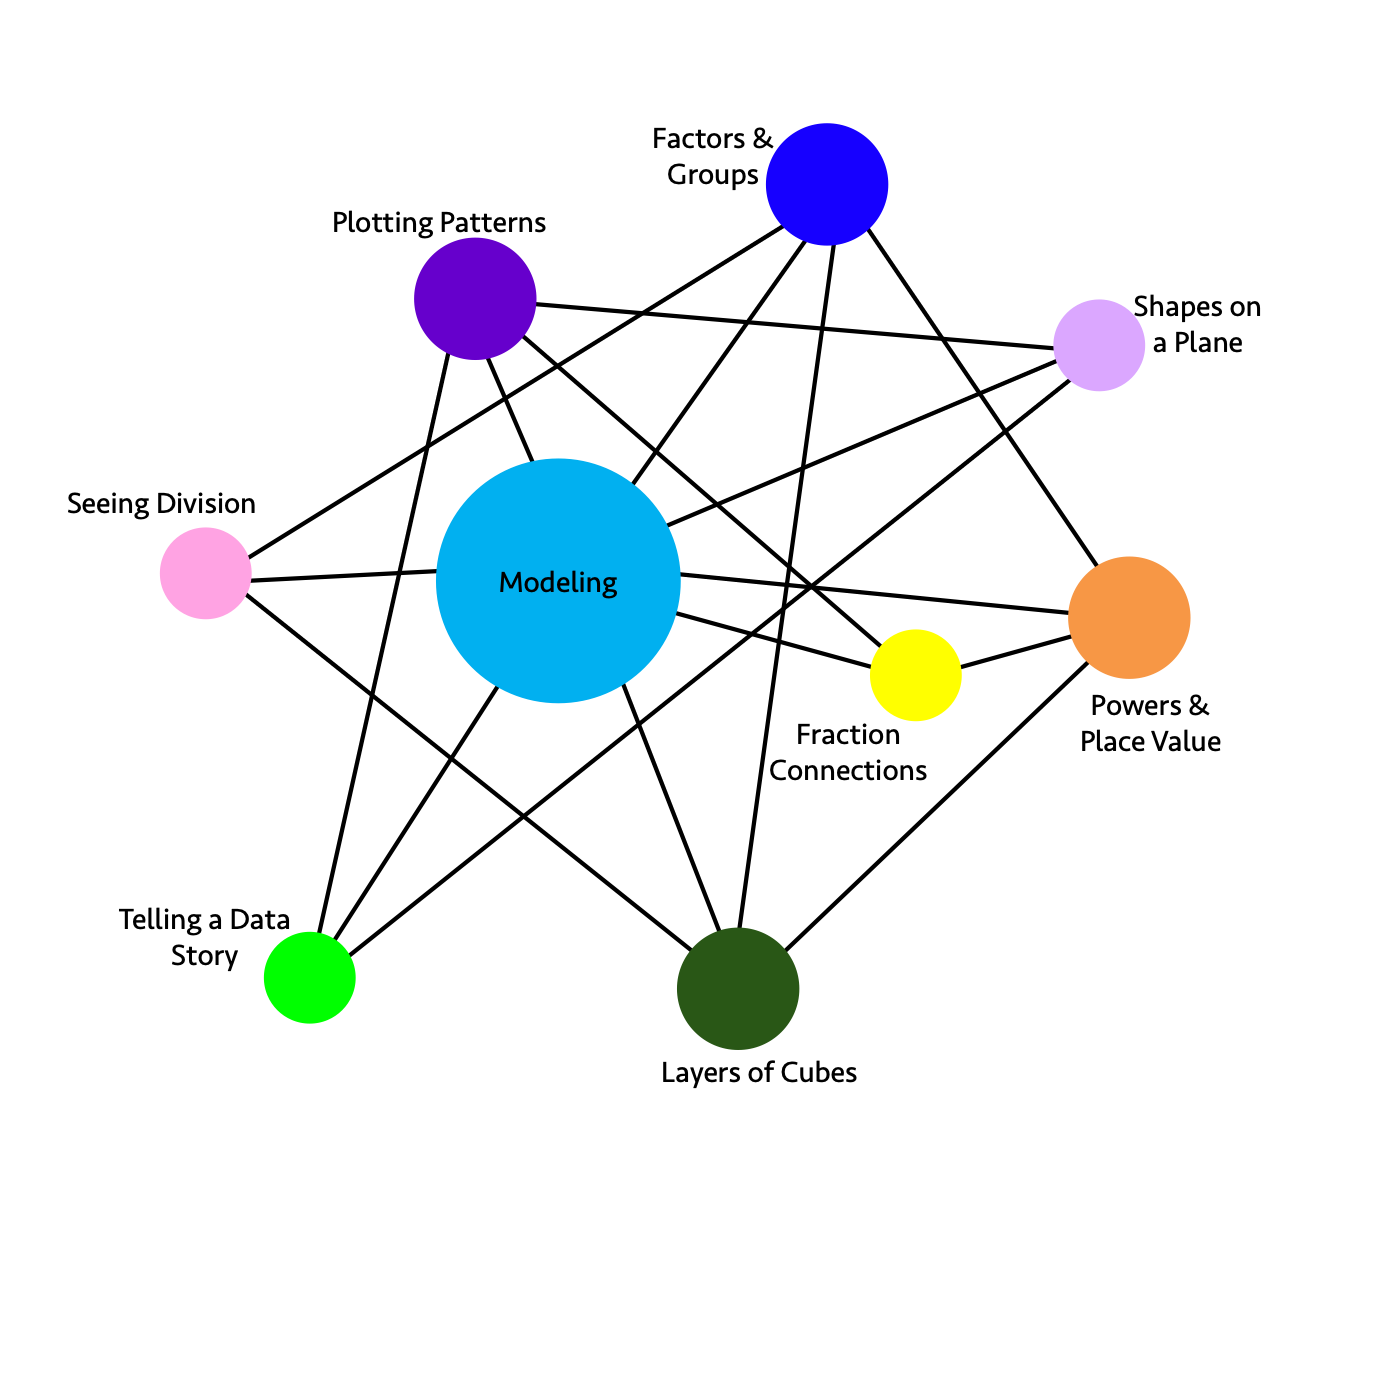 Factors &
Groups
Plotting Patterns
Shapes on
a Plane
Seeing Division
Modeling
Powers &
Place Value
Fraction
Connections
Telling a Data
Story
Layers of Cubes